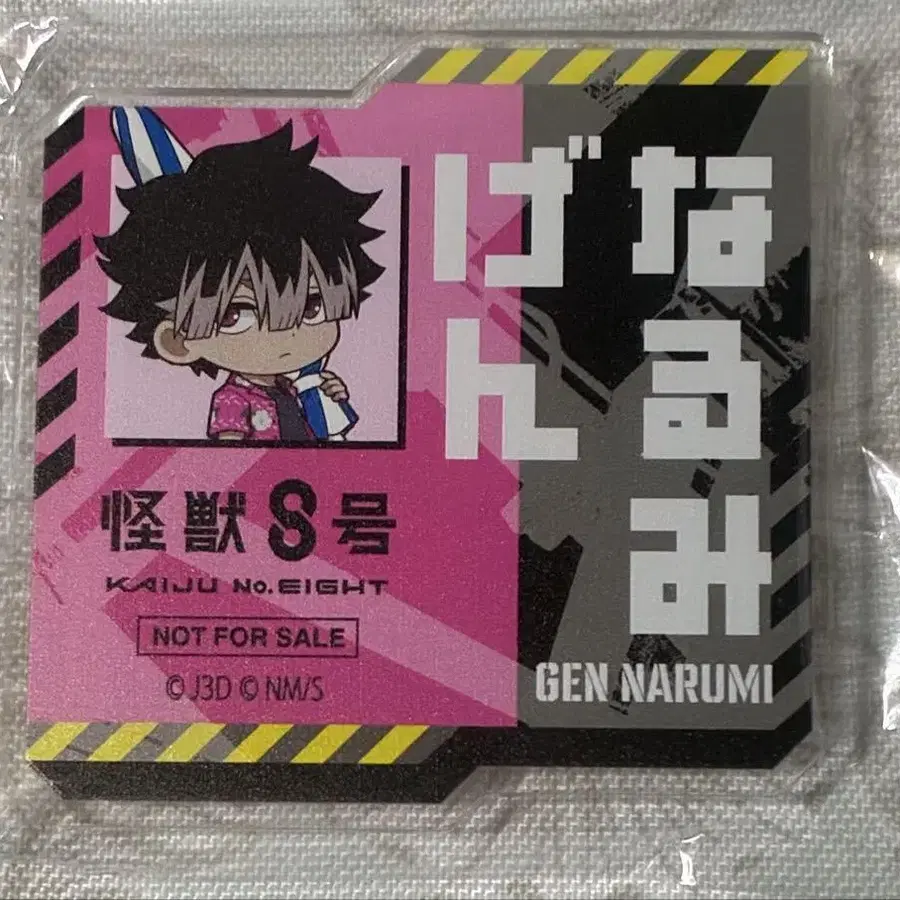 なるみ
げん
GEN NARUMI
怪獣8号
KAIJU No.EIGHT
NOT FOR SALE
©J3D ©NM/S